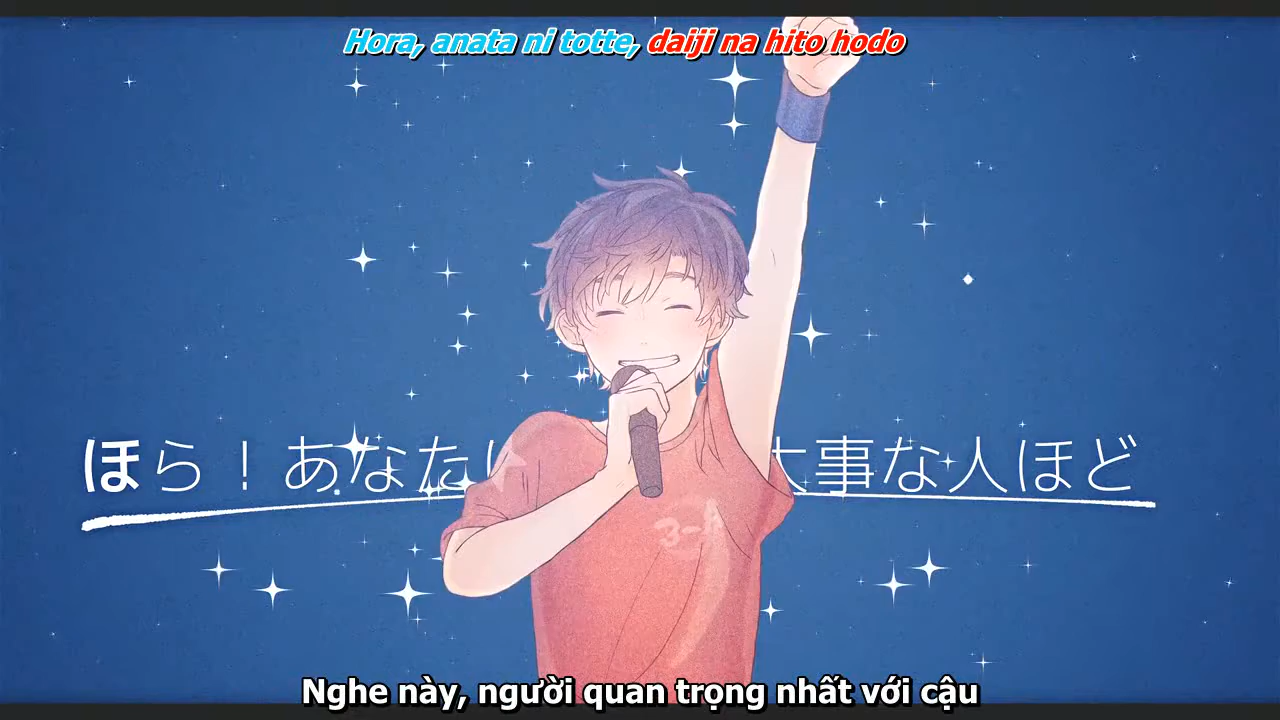 Hora, anata ni totte, daiji na hito hodo
ほら！あなた 事な人ほど
3-A
Nghe này, người quan trọng nhất với cậu